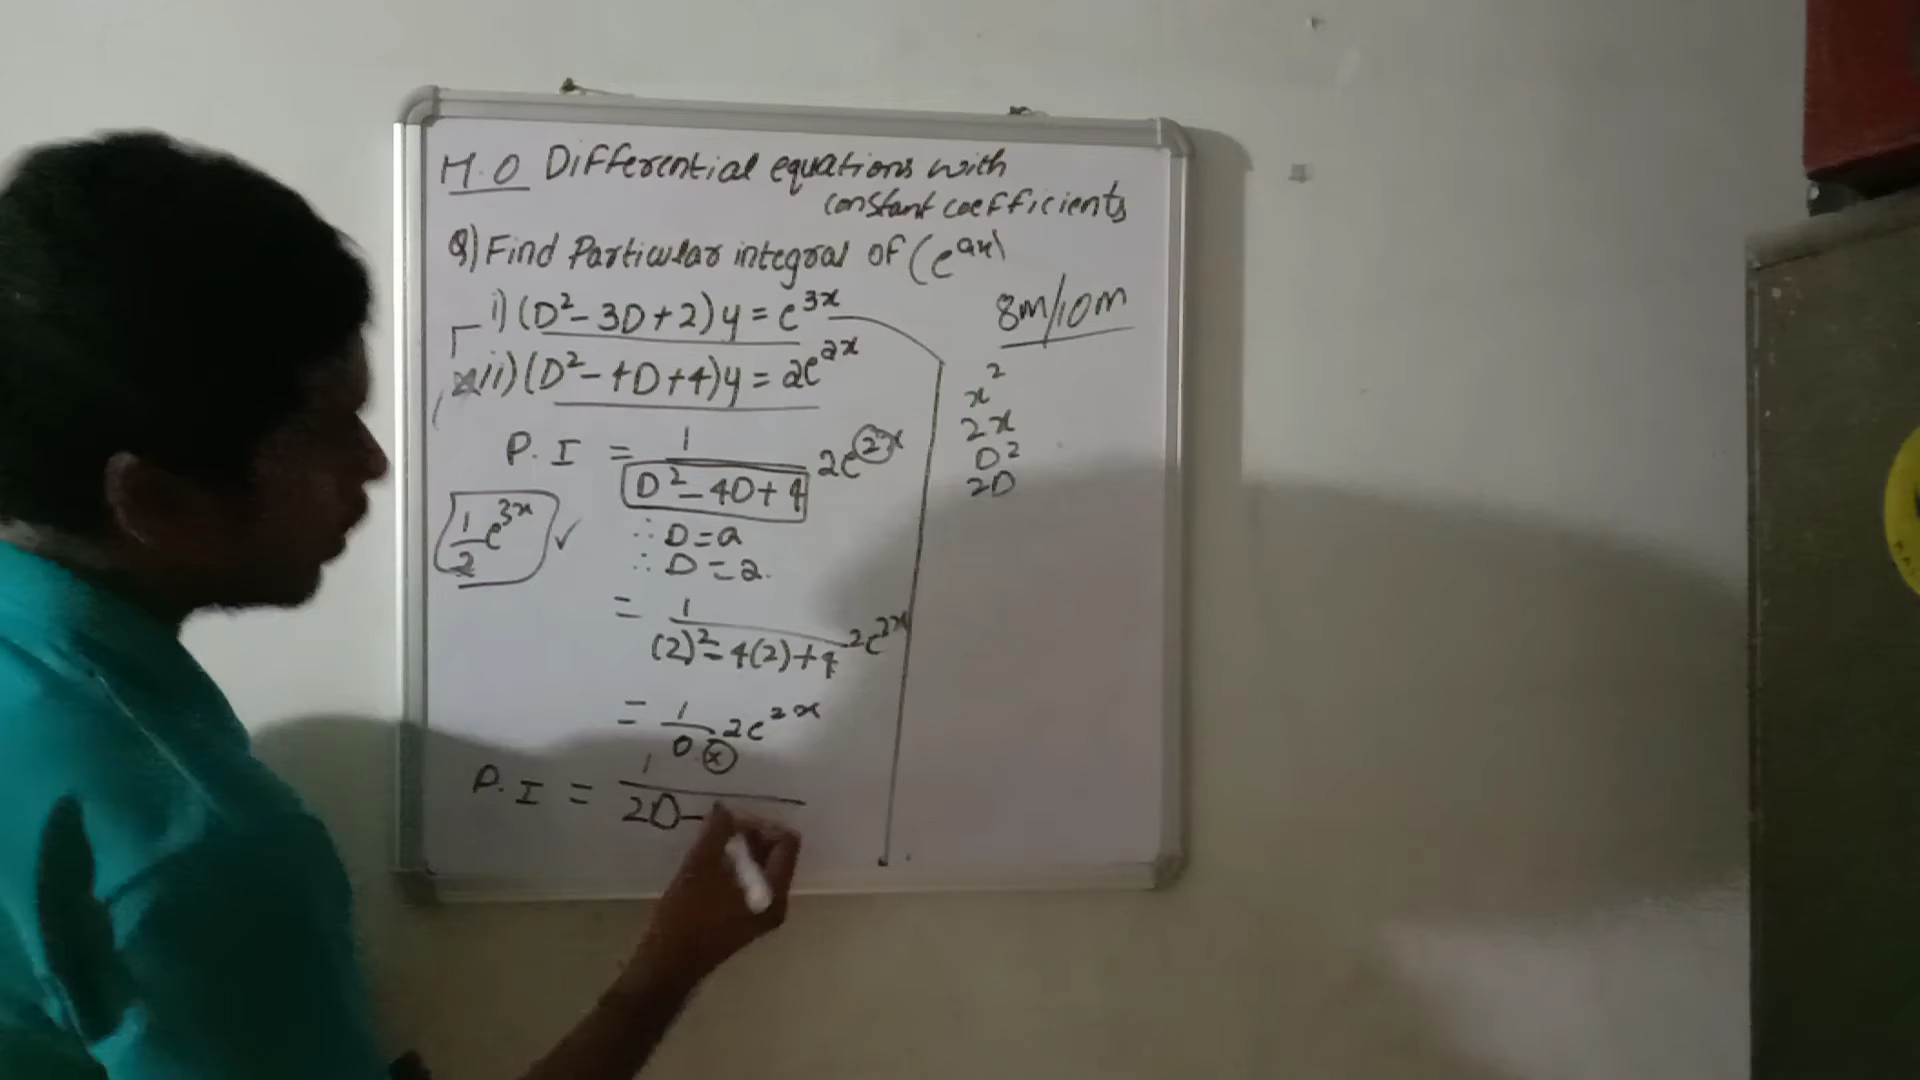 H.O Differential equations with
constant coefficients
Q) Find Particular integral of (e^ax)
i) (D² - 3D + 2)y = e^3x
8m/10m
ii) (D² - 4D + 4)y = 2e^2x
x²
2x
D²
2D
P.I = 1/(D² - 4D + 4) 2e^2x
1/2 e^3x ✓
∴ D = a
∴ D = 2.
= 1/((2)² - 4(2) + 4) 2e^2x
= 1/0 2e^2x
x
P.I = 1/(2D -